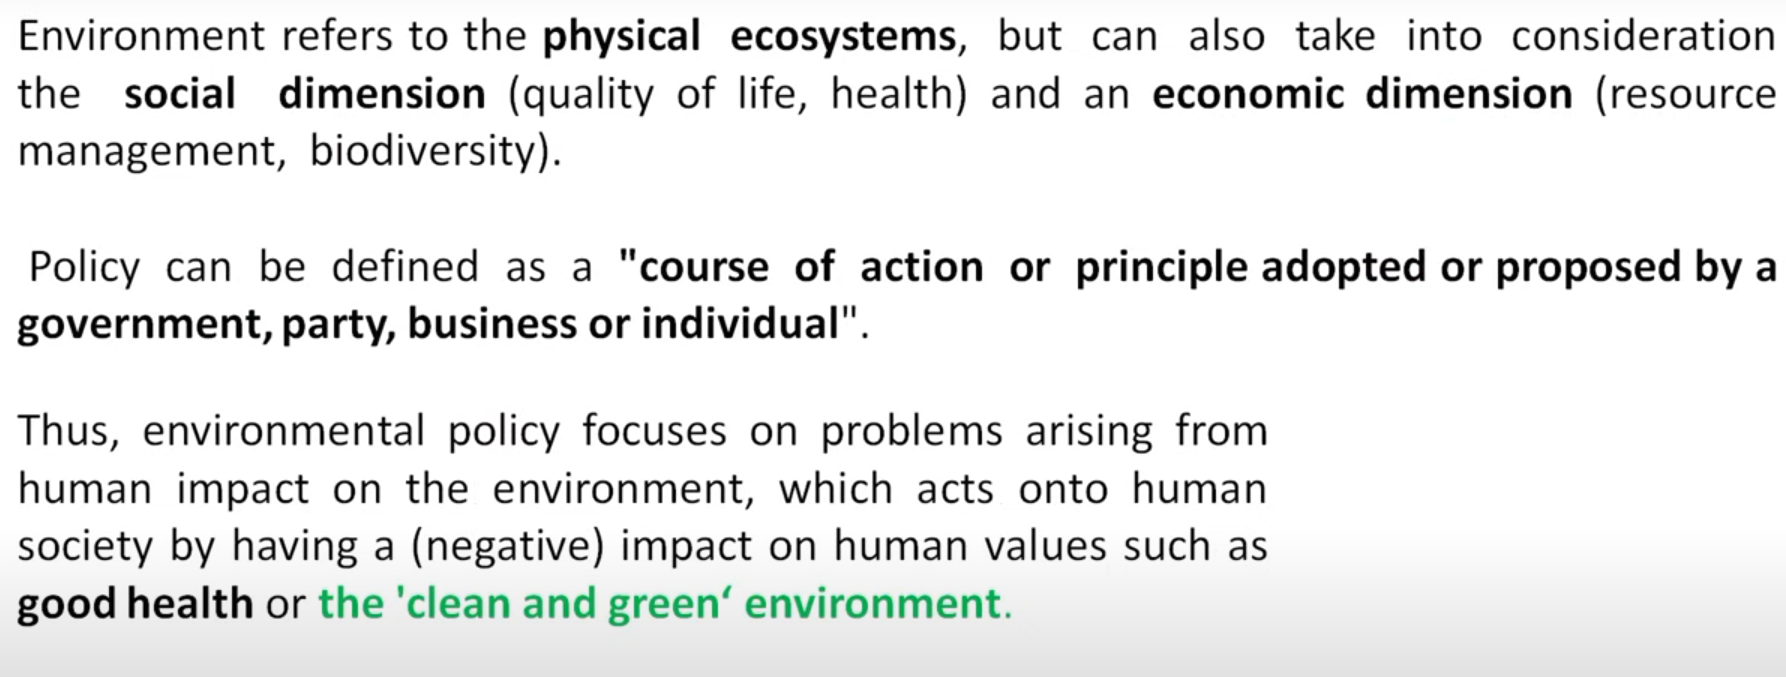 Environment refers to the physical ecosystems, but can also take into consideration
the social dimension (quality of life, health) and an economic dimension (resource
management, biodiversity).
Policy can be defined as a "course of action or principle adopted or proposed by a
government, party, business or individual".
Thus, environmental policy focuses on problems arising from
human impact on the environment, which acts onto human
society by having a (negative) impact on human values such as
good health or the 'clean and green‘ environment.